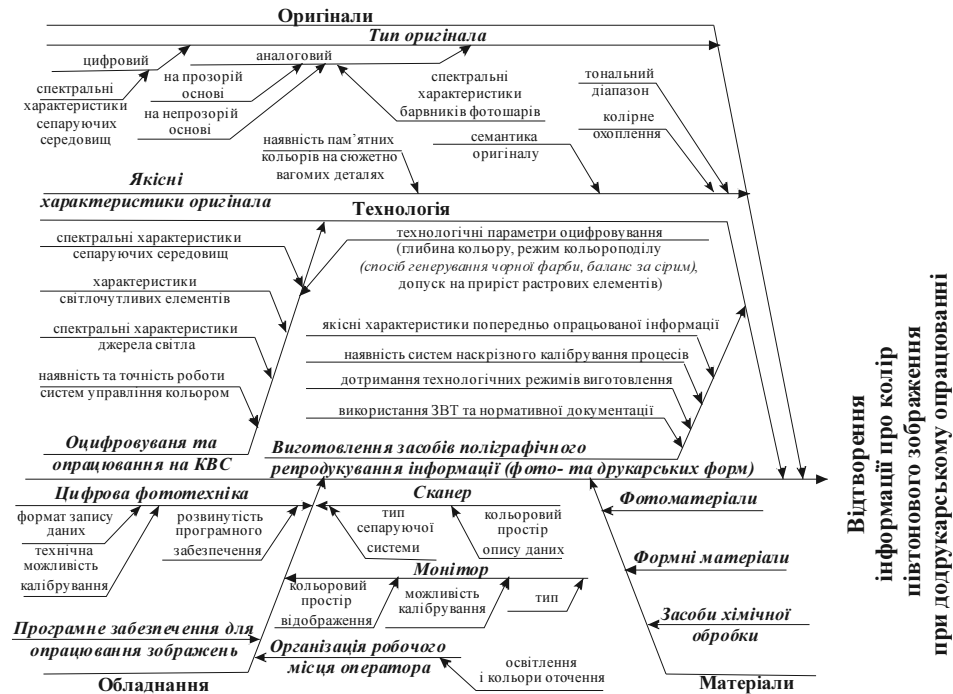 Оригінали
Тип оригінала
цифровий
аналоговий
спектральні
характеристики
сепаруючих
середовищ
на прозорій
основі
на непрозорій
основі
спектральні
характеристики
барвників фотошарів
тональний
діапазон
колірне
охоплення
наявність пам’ятних
кольорів на сюжетно
вагомих деталях
семантика
оригіналу
Якісні
характеристики оригінала
Технологія
спектральні характеристики
сепаруючих середовищ
характеристики
світлочутливих елементів
спектральні характеристики
джерела світла
наявність та точність роботи
систем управління кольором
Оцифровуваня та
опрацювання на КВС
технологічні параметри оцифровування
(глибина кольору, режим кольороподілу
(спосіб генерування чорної фарби, баланс за сірим),
допуск на приріст растрових елементів)
якісні характеристики попередньо опрацьованої інформації
наявність систем наскрізного калібрування процесів
дотримання технологічних режимів виготовлення
використання ЗВТ та нормативної документації
Виготовлення засобів поліграфічного
репродукування інформації (фото- та друкарських форм)
Цифрова фототехніка
формат запису
даних
технічна
можливість
калібрування
розвинутість
програмного
забезпечення
Сканер
тип
сепаруючої
системи
кольоровий
простір
опису даних
Монітор
кольоровий
простір
відображення
можливість
калібрування
тип
Програмне забезпечення для
опрацювання зображень
Організація робочого
місця оператора
освітлення
і кольори оточення
Обладнання
Фотоматеріали
Формні матеріали
Засоби хімічної
обробки
Матеріали
Відтворення
інформації про колір
півтонового зображення
при додрукарському опрацюванні